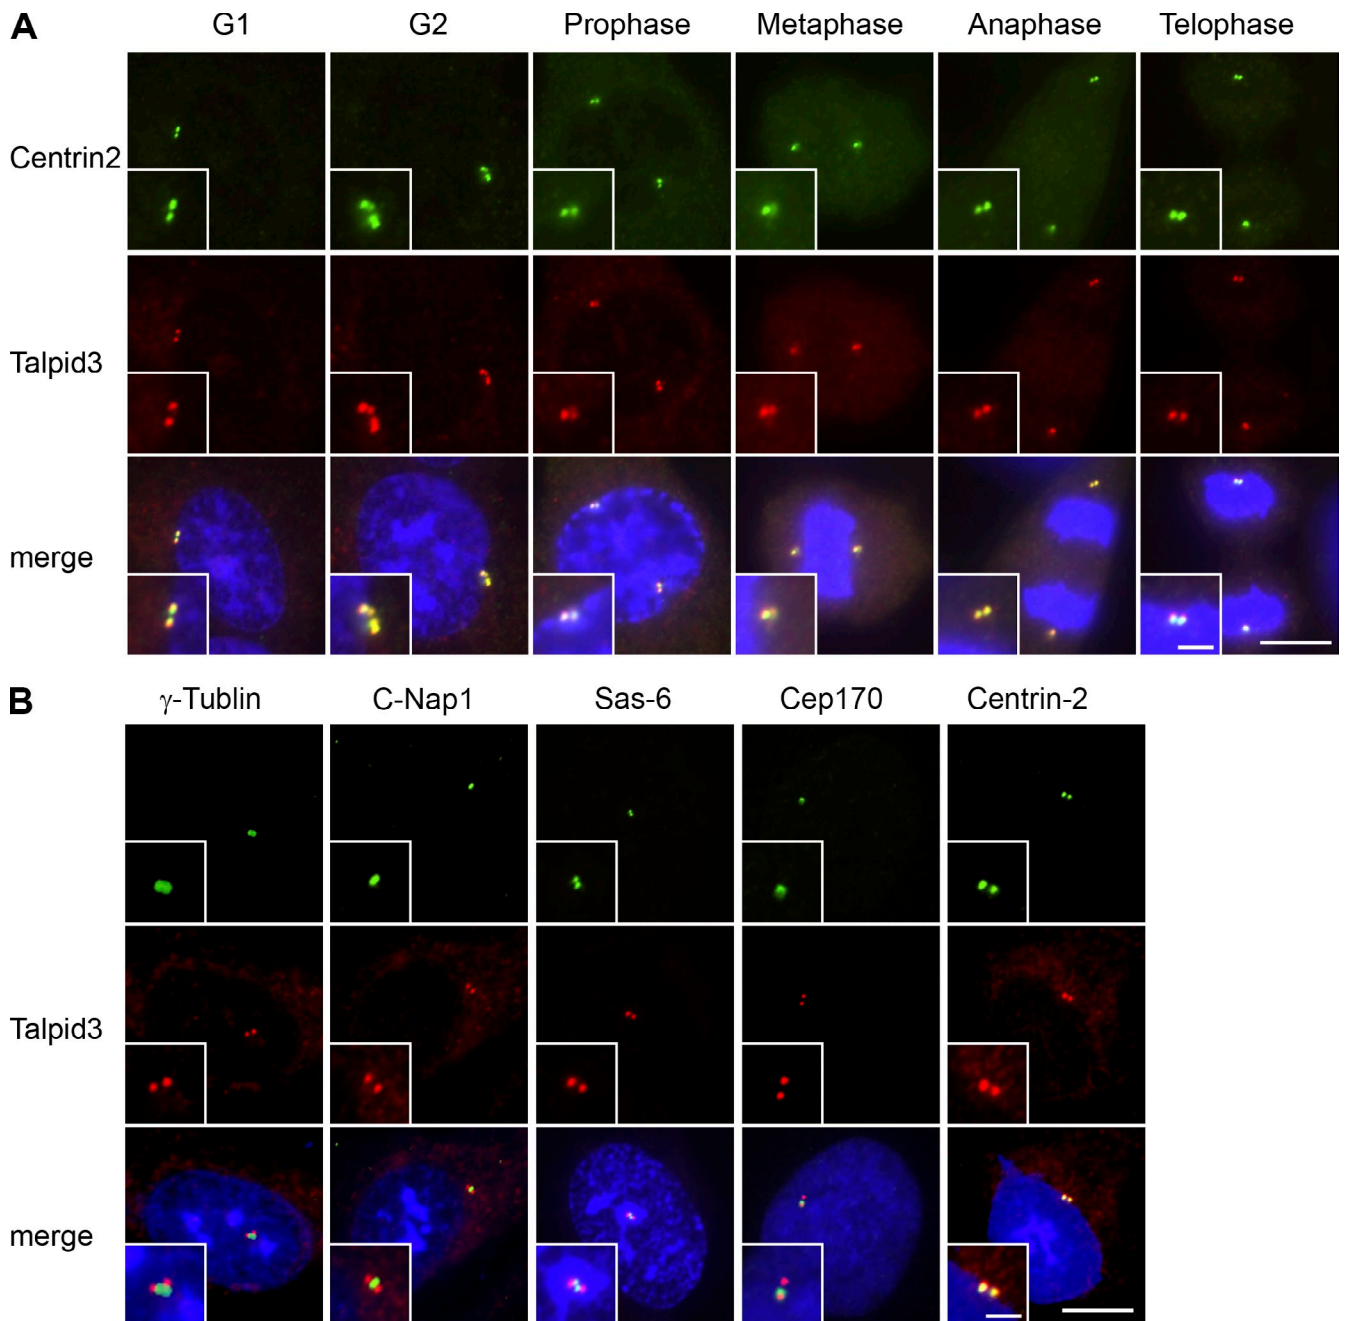 A
G1 G2 Prophase Metaphase Anaphase Telophase
Centrin2
Talpid3
merge
B
γ-Tublin C-Nap1 Sas-6 Cep170 Centrin-2
Talpid3
merge